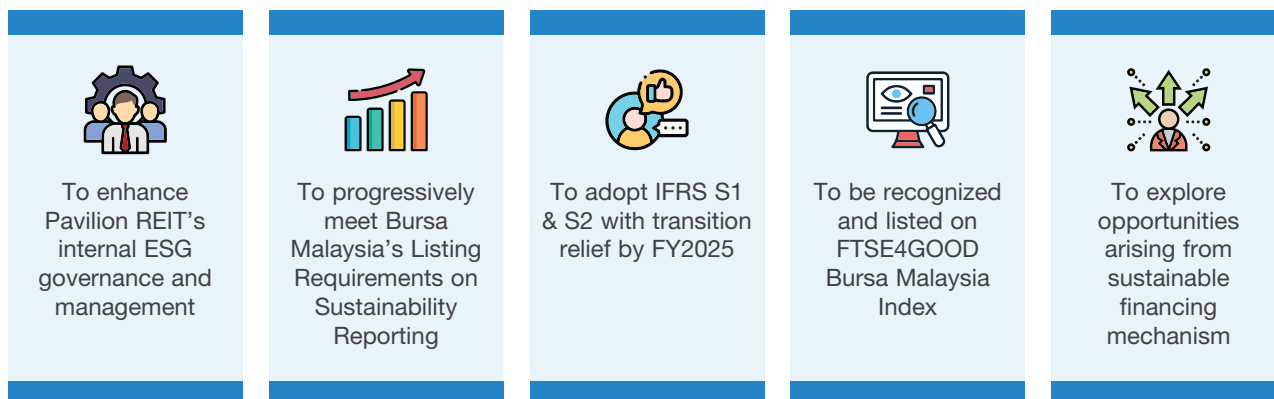 To enhance
Pavilion REIT's
internal ESG
governance and
management
To progressively
meet Bursa
Malaysia's Listing
Requirements on
Sustainability
Reporting
To adopt IFRS S1
& S2 with transition
relief by FY2025
To be recognized
and listed on
FTSE4GOOD
Bursa Malaysia
Index
To explore
opportunities
arising from
sustainable
financing
mechanism